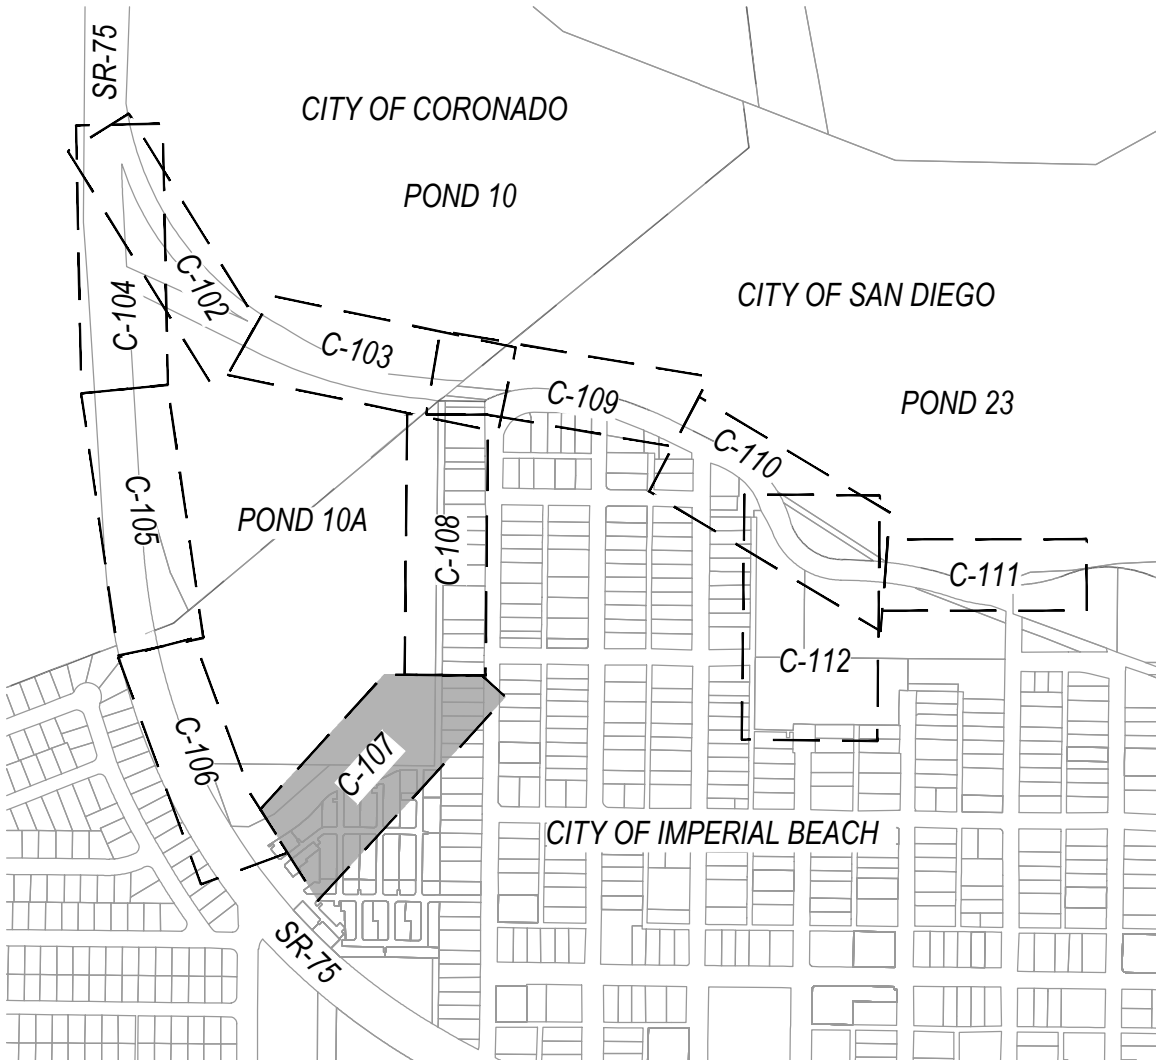 SR-75
CITY OF CORONADO
POND 10
C-102
CITY OF SAN DIEGO
C-104
C-103
C-109
POND 23
C-110
C-105
POND 10A
C-108
C-111
C-112
C-106
C-107
CITY OF IMPERIAL BEACH
SR-75